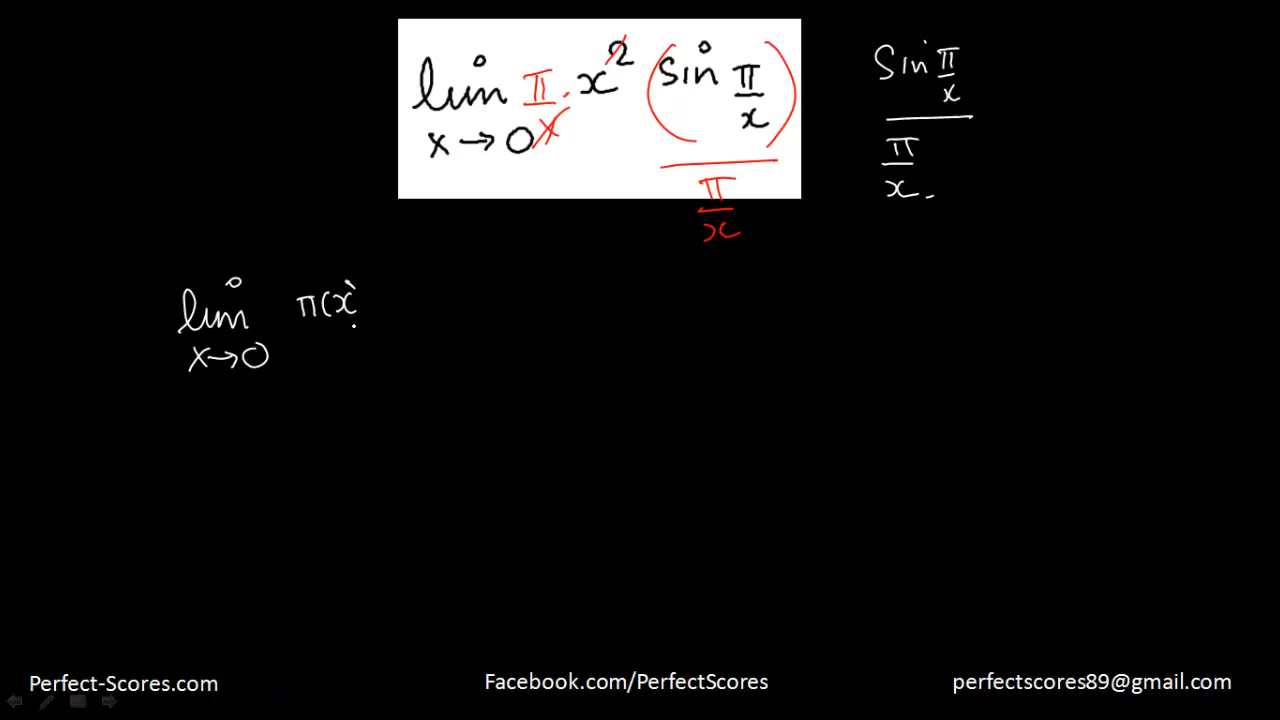 lim π/x . x² (sin π/x) / π/x
x→0
sin π/x / π/x.
lim π(x)
x→0
Perfect-Scores.com
Facebook.com/PerfectScores
perfectscores89@gmail.com